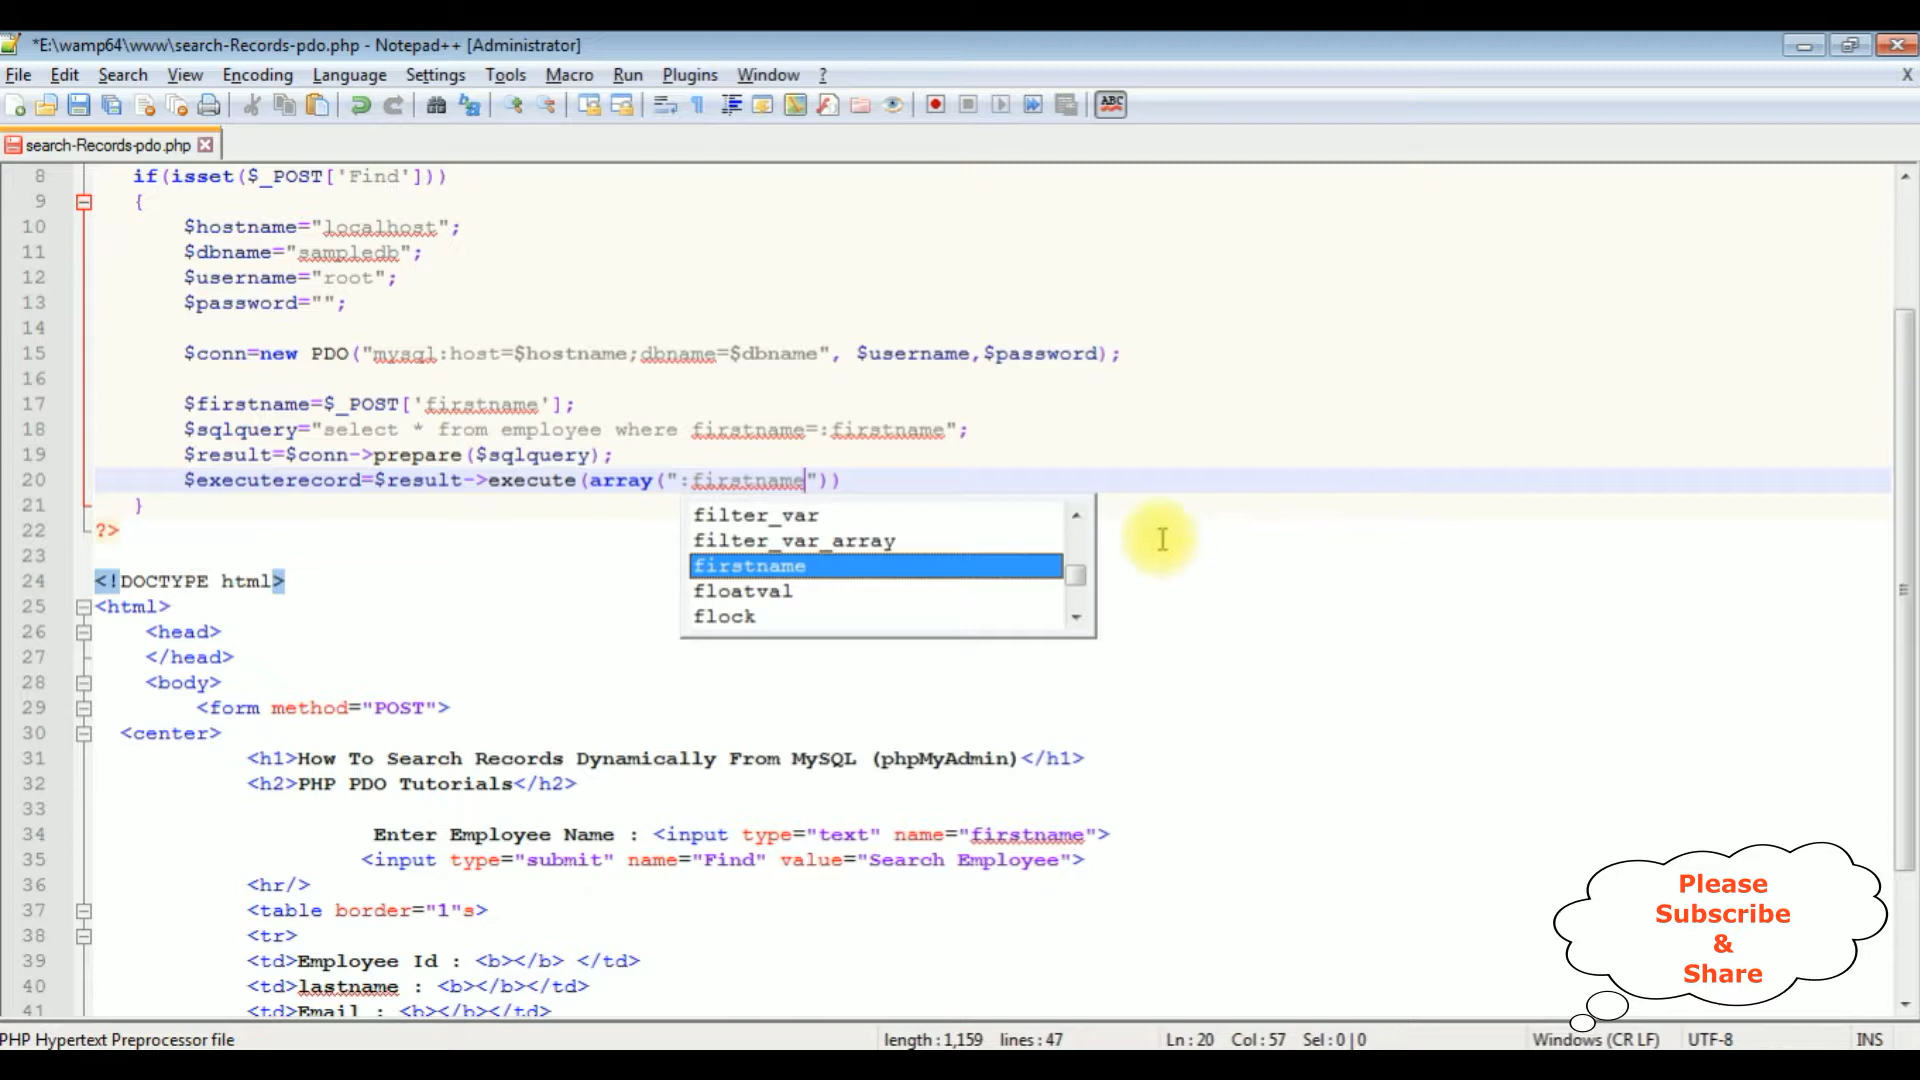 *E:\wamp64\www\search-Records-pdo.php - Notepad++ [Administrator]
File Edit Search View Encoding Language Settings Tools Macro Run Plugins Window ? X
ABC
search-Records-pdo.php
8 if(isset($_POST['Find']))
9 {
10 $hostname="localhost";
11 $dbname="sampledb";
12 $username="root";
13 $password="";
14
15 $conn=new PDO("mysql:host=$hostname;dbname=$dbname", $username,$password);
16
17 $firstname=$_POST['firstname'];
18 $sqlquery="select * from employee where firstname=:firstname";
19 $result=$conn->prepare($sqlquery);
20 $executerecord=$result->execute(array(":firstname"))
21 }
filter_var
22 ?>
filter_var_array
23
firstname
24 <!DOCTYPE html>
floatval
25 <html>
flock
26 <head>
27 </head>
28 <body>
29 <form method="POST">
30 <center>
31 <h1>How To Search Records Dynamically From MySQL (phpMyAdmin)</h1>
32 <h2>PHP PDO Tutorials</h2>
33
34 Enter Employee Name : <input type="text" name="firstname">
35 <input type="submit" name="Find" value="Search Employee">
36 <hr/>
37 <table border="1"s>
38 <tr>
39 <td>Employee Id : <b></b> </td>
40 <td>lastname : <b></b></td>
41 <td>Email : <b></b></td>
Please
Subscribe
&
Share
PHP Hypertext Preprocessor file length : 1,159 lines : 47 Ln : 20 Col : 57 Sel : 0 | 0 Windows (CR LF) UTF-8 INS